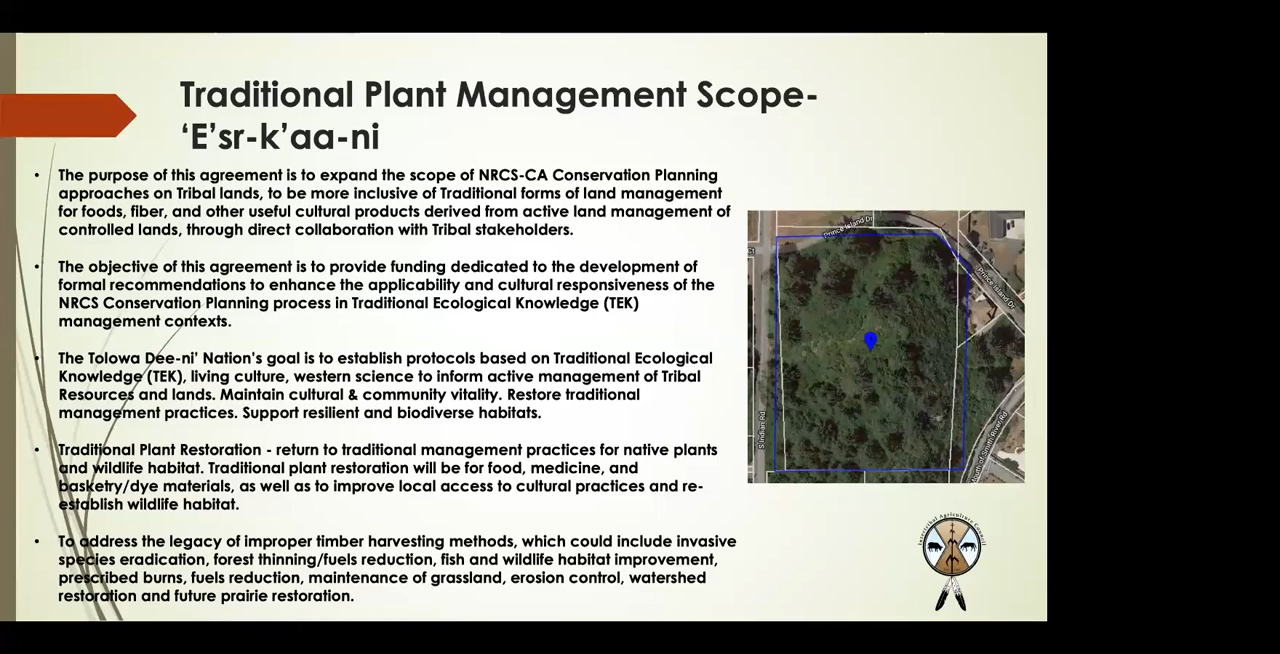 Traditional Plant Management Scope-
‘E’sr-k’aa-ni
• The purpose of this agreement is to expand the scope of NRCS-CA Conservation Planning
approaches on Tribal lands, to be more inclusive of Traditional forms of land management
for foods, fiber, and other useful cultural products derived from active land management of
controlled lands, through direct collaboration with Tribal stakeholders.
• The objective of this agreement is to provide funding dedicated to the development of
formal recommendations to enhance the applicability and cultural responsiveness of the
NRCS Conservation Planning process in Traditional Ecological Knowledge (TEK)
management contexts.
• The Tolowa Dee-ni’ Nation’s goal is to establish protocols based on Traditional Ecological
Knowledge (TEK), living culture, western science to inform active management of Tribal
Resources and lands. Maintain cultural & community vitality. Restore traditional
management practices. Support resilient and biodiverse habitats.
• Traditional Plant Restoration - return to traditional management practices for native plants
and wildlife habitat. Traditional plant restoration will be for food, medicine, and
basketry/dye materials, as well as to improve local access to cultural practices and re-
establish wildlife habitat.
• To address the legacy of improper timber harvesting methods, which could include invasive
species eradication, forest thinning/fuels reduction, fish and wildlife habitat improvement,
prescribed burns, fuels reduction, maintenance of grassland, erosion control, watershed
restoration and future prairie restoration.
Prince Island Dr
Prince Island Dr
S Indian Rd
North of Smith River Rd
Intertribal Agriculture Council